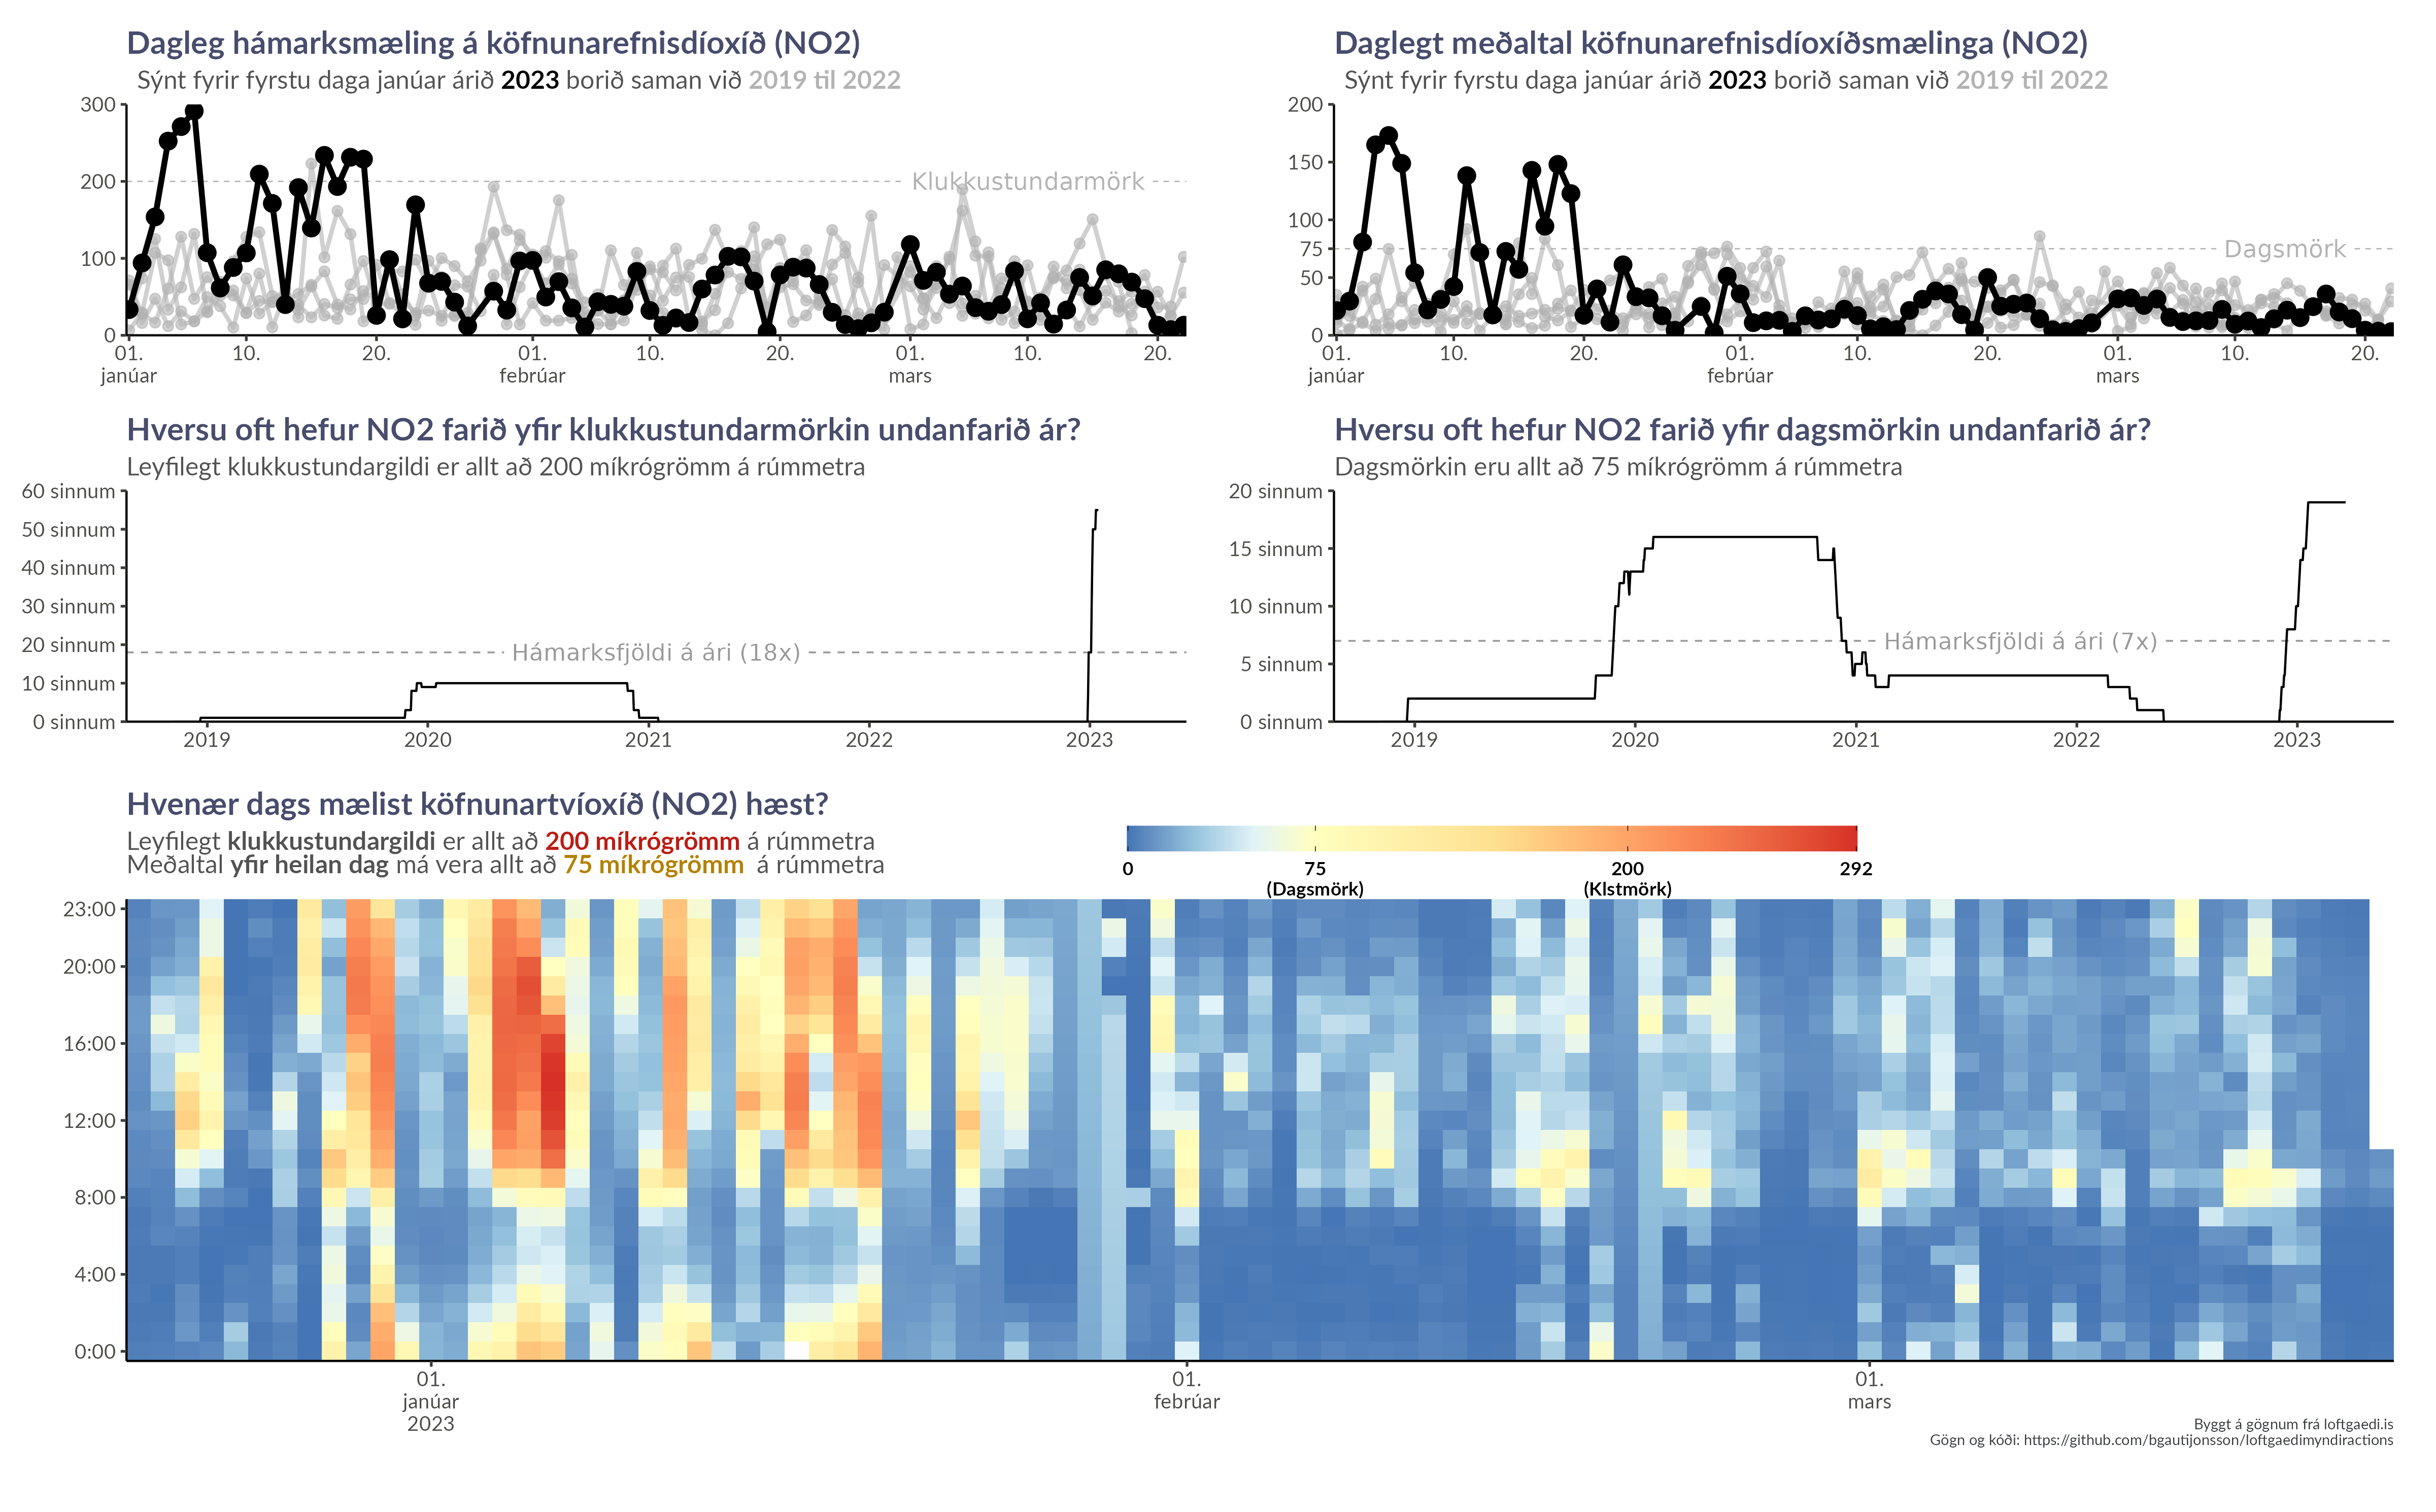 Dagleg hámarksmæling á köfnunarefnisdíoxíð (NO2)
Sýnt fyrir fyrstu daga janúar árið 2023 borið saman við 2019 til 2022
300
200
100
0
Klukkustundarmörk
01. 10. 20. 01. 10. 20. 01. 10. 20.
janúar febrúar mars
Daglegt meðaltal köfnunarefnisdíoxíðsmælinga (NO2)
Sýnt fyrir fyrstu daga janúar árið 2023 borið saman við 2019 til 2022
200
150
100
75
50
0
Dagsmörk
01. 10. 20. 01. 10. 20. 01. 10. 20.
janúar febrúar mars
Hversu oft hefur NO2 farið yfir klukkustundarmörkin undanfarið ár?
Leyfilegt klukkustundargildi er allt að 200 míkrógrömm á rúmmetra
60 sinnum
50 sinnum
40 sinnum
30 sinnum
20 sinnum
10 sinnum
0 sinnum
Hámarksfjöldi á ári (18x)
2019 2020 2021 2022 2023
Hversu oft hefur NO2 farið yfir dagsmörkin undanfarið ár?
Dagsmörkin eru allt að 75 míkrógrömm á rúmmetra
20 sinnum
15 sinnum
10 sinnum
5 sinnum
0 sinnum
Hámarksfjöldi á ári (7x)
2019 2020 2021 2022 2023
Hvenær dags mælist köfnunartvíoxíð (NO2) hæst?
Leyfilegt klukkustundargildi er allt að 200 míkrógrömm á rúmmetra
Meðaltal yfir heilan dag má vera allt að 75 míkrógrömm á rúmmetra
0 75 200 292
(Dagsmörk) (Klstmörk)
23:00
20:00
16:00
12:00
8:00
4:00
0:00
01. 01. 01.
janúar febrúar mars
2023
Byggt á gögnum frá loftgaedi.is
Gögn og kóði: https://github.com/bgautijonsson/loftgaedimyndiractions